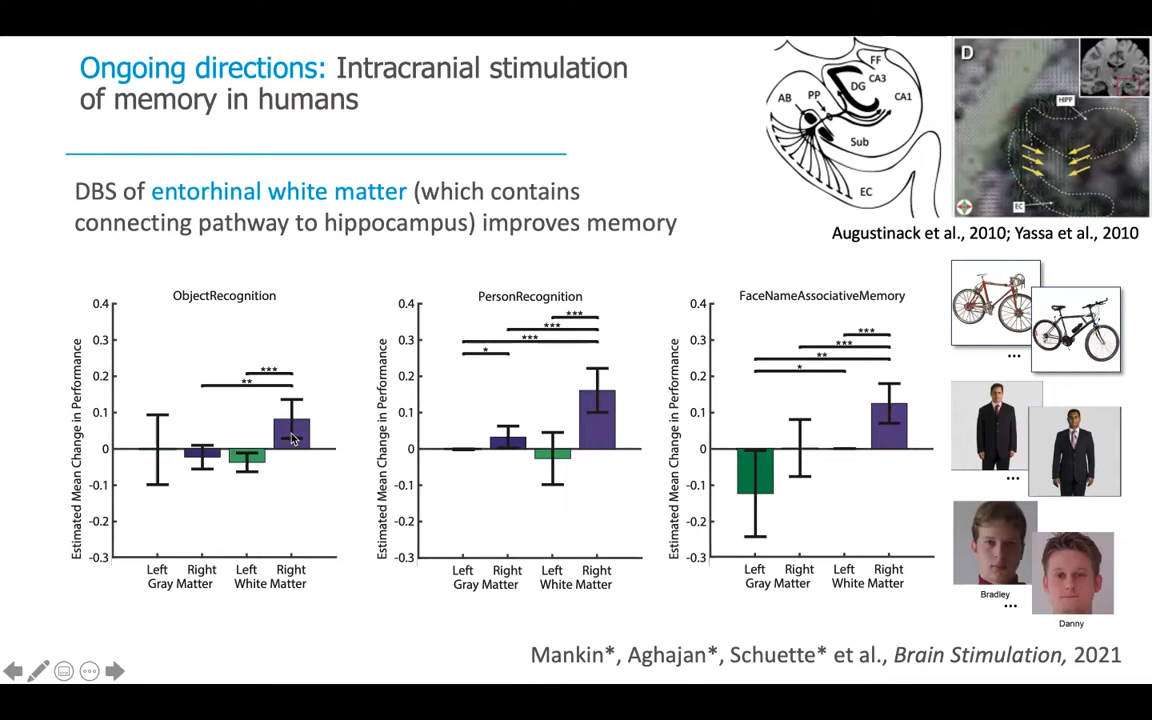 Ongoing directions: Intracranial stimulation
of memory in humans
DBS of entorhinal white matter (which contains
connecting pathway to hippocampus) improves memory
AB
PP
FF
CA3
DG
CA1
Sub
EC
D
HIPP
EC
Augustinack et al., 2010; Yassa et al., 2010
ObjectRecognition
Estimated Mean Change in Performance
0.4
0.3
0.2
0.1
0
-0.1
-0.2
-0.3
***
**
Left Right Left Right
Gray Matter White Matter
PersonRecognition
Estimated Mean Change in Performance
0.4
0.3
0.2
0.1
0
-0.1
-0.2
-0.3
***
***
***
*
Left Right Left Right
Gray Matter White Matter
FaceNameAssociativeMemory
Estimated Mean Change in Performance
0.4
0.3
0.2
0.1
0
-0.1
-0.2
-0.3
***
***
**
*
Left Right Left Right
Gray Matter White Matter
...
...
Bradley
...
Danny
Mankin*, Aghajan*, Schuette* et al., Brain Stimulation, 2021